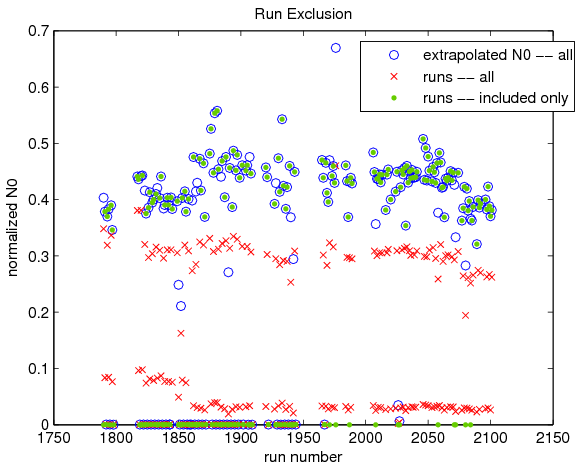 Run Exclusion
0.7
0.6
0.5
0.4
0.3
0.2
0.1
0
normalized N0
extrapolated N0 −− all
runs −− all
runs −− included only
1750
1800
1850
1900
1950
2000
2050
2100
2150
run number